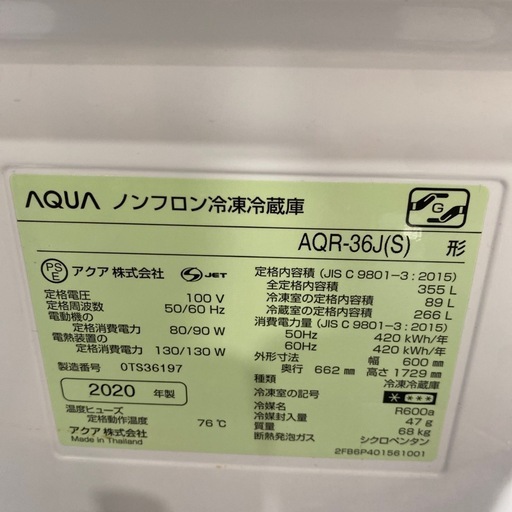 AQUA ノンフロン冷凍冷蔵庫
G
AQR-36J(S) 形
PS E アクア 株式会社 S JET
定格電圧 100 V
定格周波数 50/60 Hz
電動機の
定格消費電力 80/90 W
電熱装置の
定格消費電力 130/130 W
製造番号 0TS36197
2020 年製
温度ヒューズ
定格動作温度 76℃
アクア 株式会社
Made in Thailand
定格内容積 (JIS C 9801-3:2015)
全定格内容積 355 L
冷凍室の定格内容積 89 L
冷蔵室の定格内容積 266 L
消費電力量 (JIS C 9801-3:2015)
50Hz 420 kWh/年
60Hz 420 kWh/年
外形寸法 幅 600 mm
奥行 662 mm 高さ 1729 mm
種類 冷凍冷蔵庫
冷凍室の記号 * ***
冷媒名 R600a
冷媒封入量 47 g
質量 68 kg
断熱発泡ガス シクロペンタン
2FB6P401561001